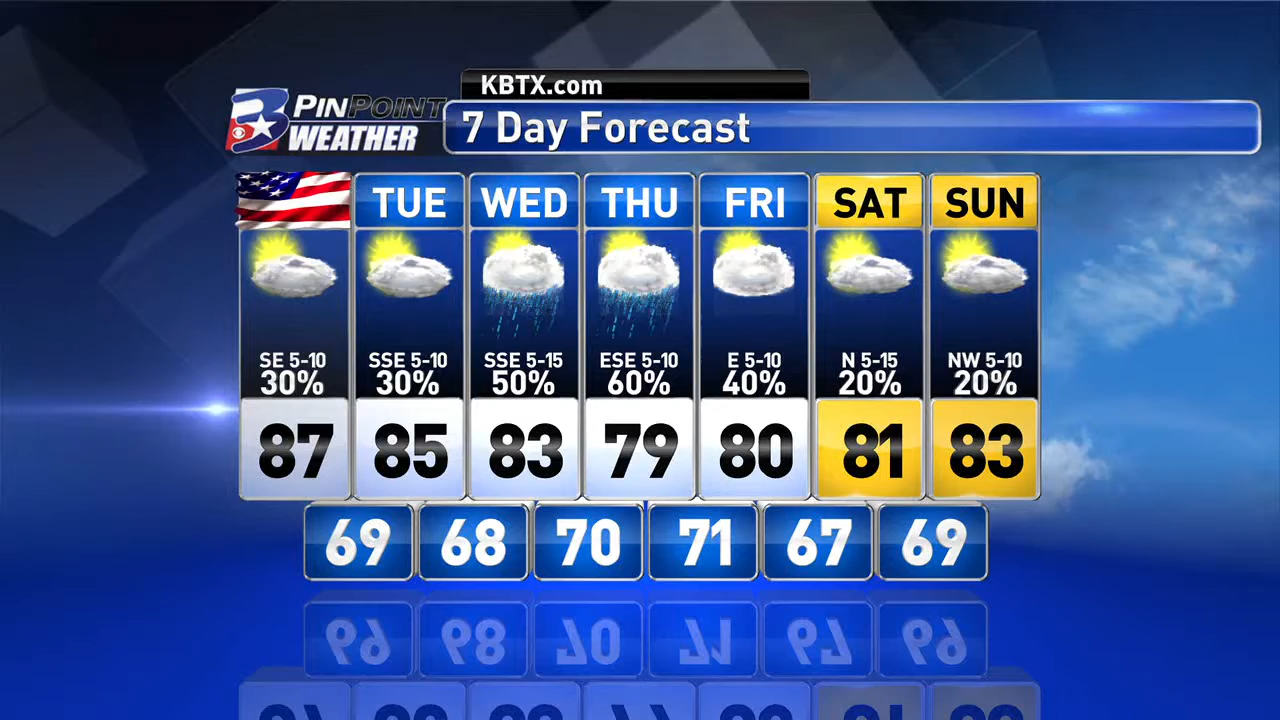 KBTX.com
3 PINPOINT
WEATHER
7 Day Forecast
TUE WED THU FRI SAT SUN
SE 5-10 SSE 5-10 SSE 5-15 ESE 5-10 E 5-10 N 5-15 NW 5-10
30% 30% 50% 60% 40% 20% 20%
87 85 83 79 80 81 83
69 68 70 71 67 69